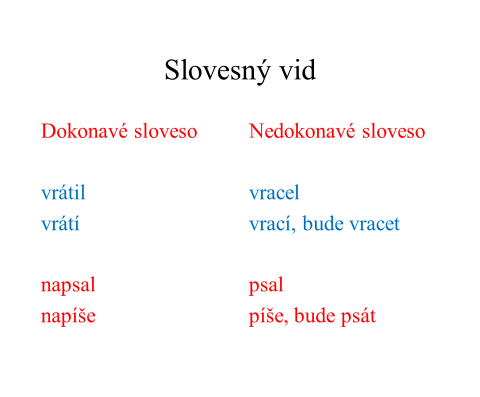 Slovesný vid
Dokonavé sloveso Nedokonavé sloveso
vrátil vracel
vrátí vrací, bude vracet
napsal psal
napíše píše, bude psát